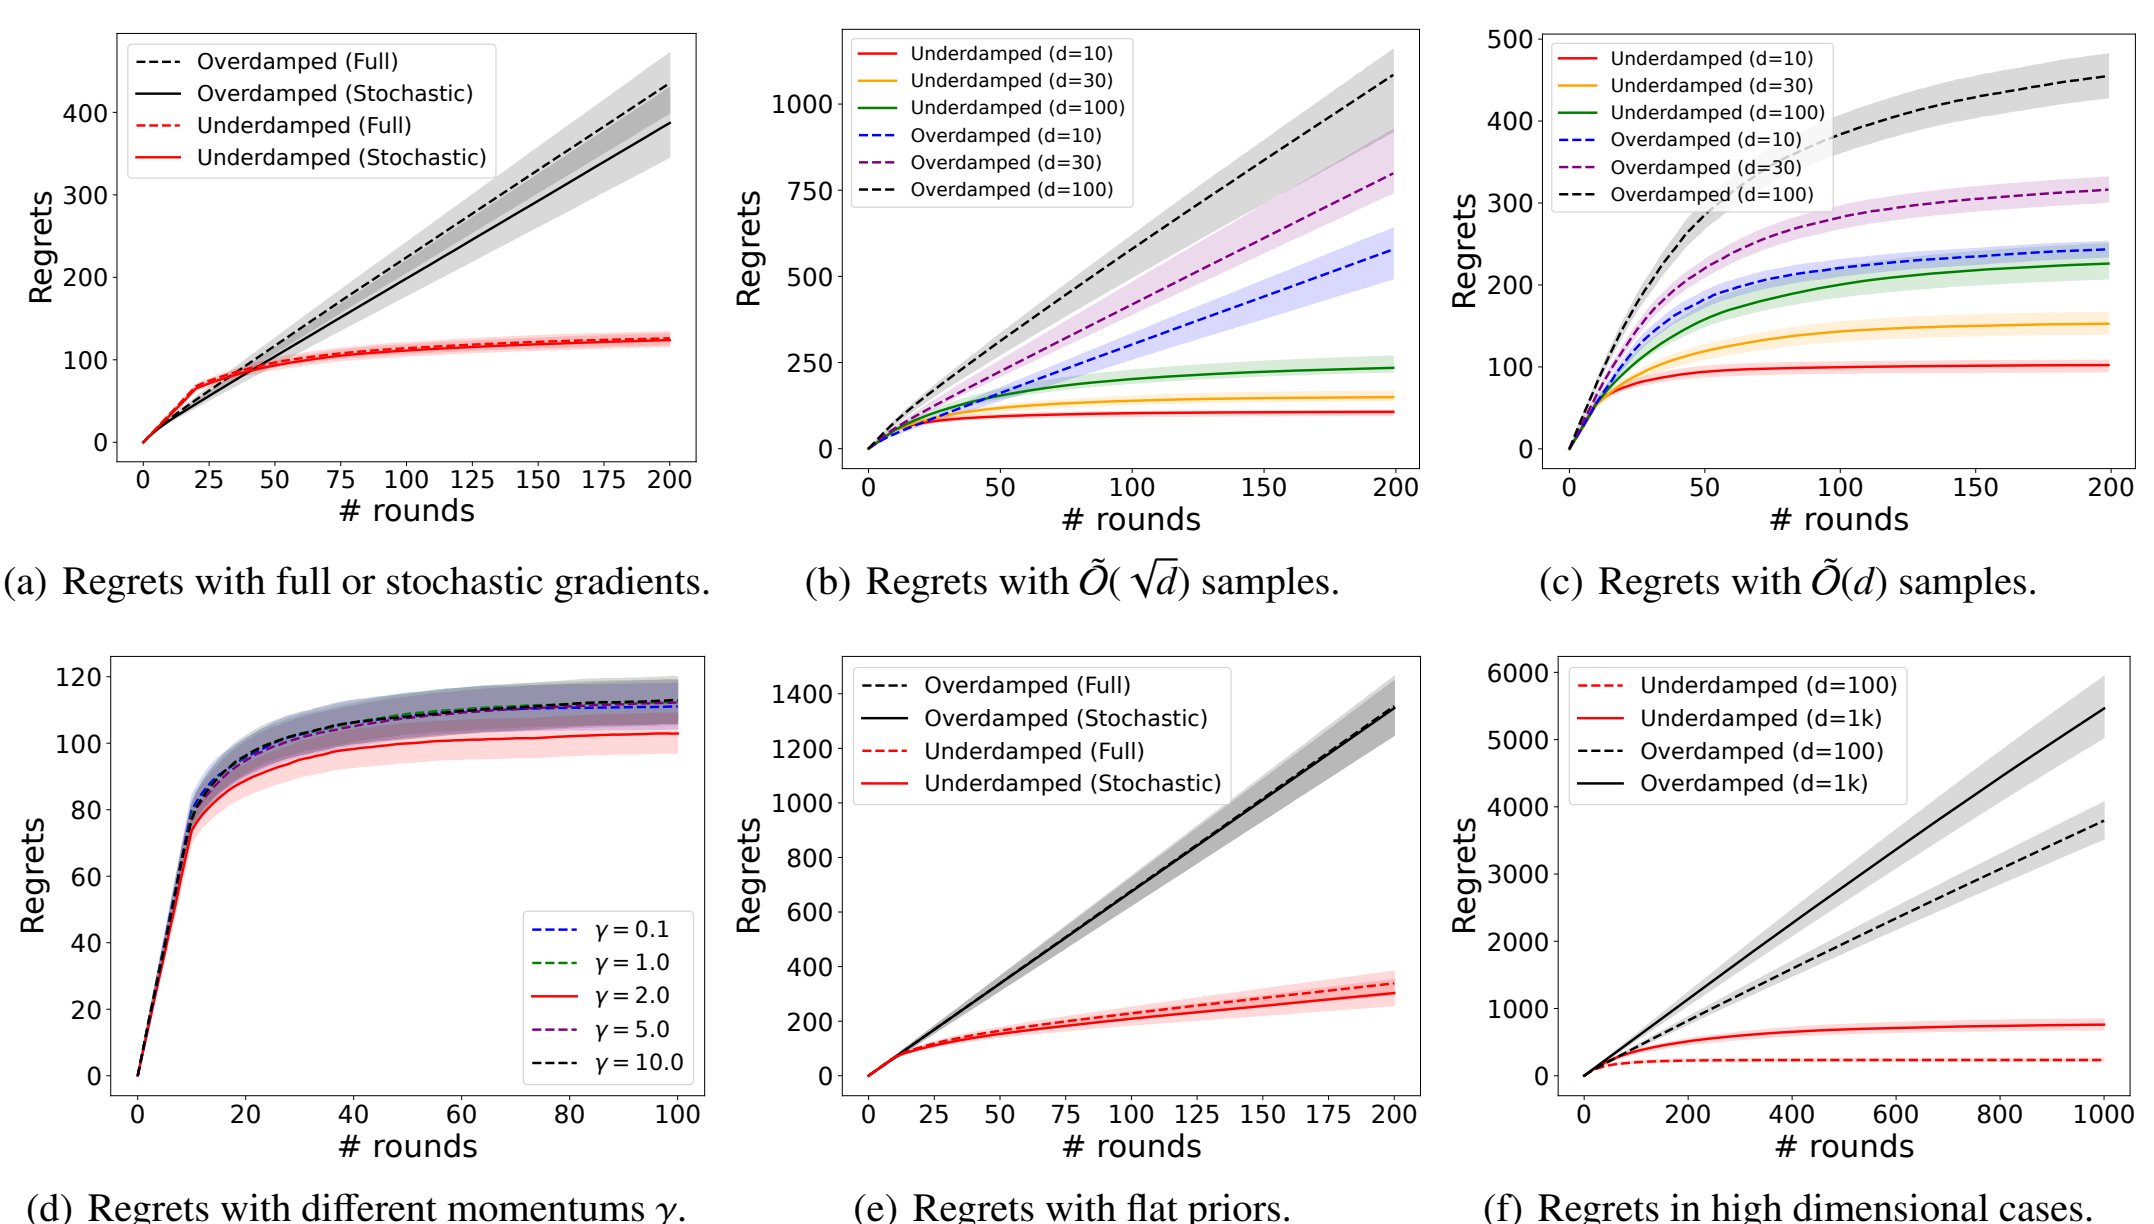 Overdamped (Full)
Overdamped (Stochastic)
Underdamped (Full)
Underdamped (Stochastic)
400
300
200
100
0
Regrets
0 25 50 75 100 125 150 175 200
# rounds
(a) Regrets with full or stochastic gradients.
Underdamped (d=10)
Underdamped (d=30)
Underdamped (d=100)
Overdamped (d=10)
Overdamped (d=30)
Overdamped (d=100)
1000
750
500
250
0
Regrets
0 50 100 150 200
# rounds
(b) Regrets with Õ(√d) samples.
Underdamped (d=10)
Underdamped (d=30)
Underdamped (d=100)
Overdamped (d=10)
Overdamped (d=30)
Overdamped (d=100)
500
400
300
200
100
0
Regrets
0 50 100 150 200
# rounds
(c) Regrets with Õ(d) samples.
120
100
80
60
40
20
0
Regrets
γ = 0.1
γ = 1.0
γ = 2.0
γ = 5.0
γ = 10.0
0 20 40 60 80 100
# rounds
(d) Regrets with different momentums γ.
Overdamped (Full)
Overdamped (Stochastic)
Underdamped (Full)
Underdamped (Stochastic)
1400
1200
1000
800
600
400
200
0
Regrets
0 25 50 75 100 125 150 175 200
# rounds
(e) Regrets with flat priors.
Underdamped (d=100)
Underdamped (d=1k)
Overdamped (d=100)
Overdamped (d=1k)
6000
5000
4000
3000
2000
1000
0
Regrets
0 200 400 600 800 1000
# rounds
(f) Regrets in high dimensional cases.